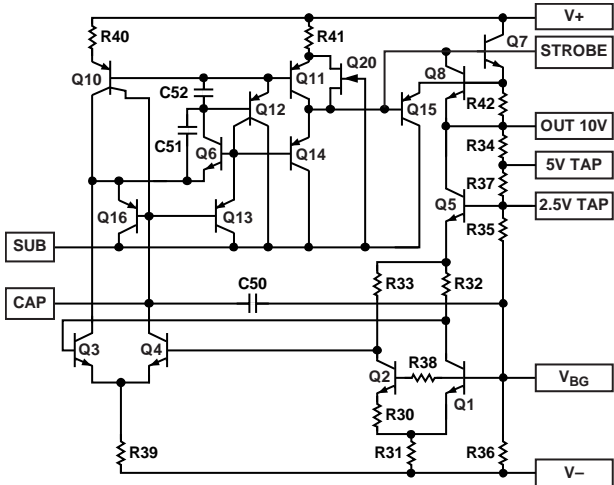 V+
R40
R41
Q7
STROBE
Q20
Q10
Q11
Q8
C52
Q12
Q15
R42
OUT 10V
C51
R34
Q6
Q14
5V TAP
R37
Q5
2.5V TAP
Q16
Q13
R35
SUB
R33
R32
C50
CAP
Q3
Q4
Q2
R38
VBG
Q1
R30
R39
R31
R36
V–